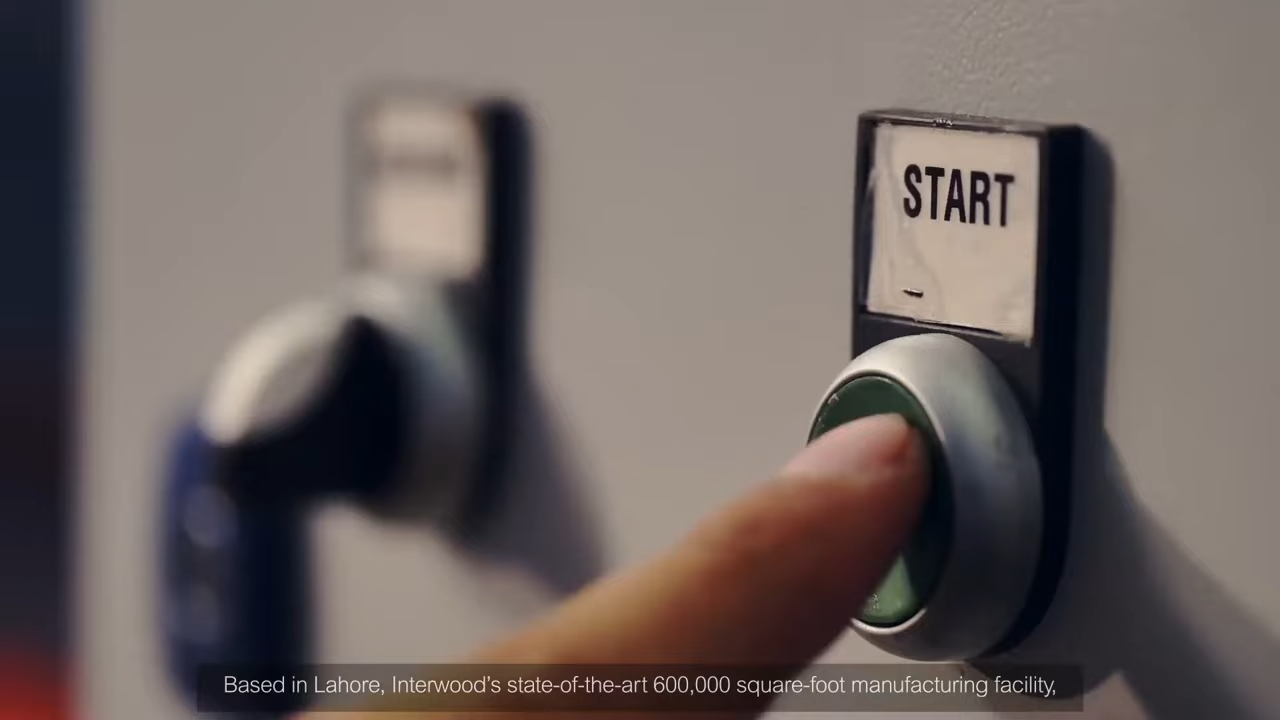 START
Based in Lahore, Interwood's state-of-the-art 600,000 square-foot manufacturing facility,